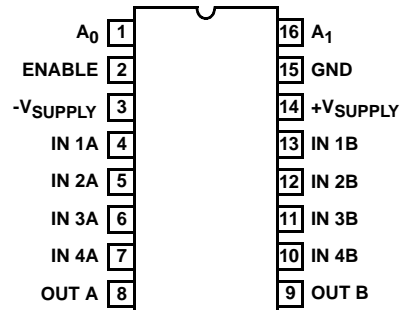 A0 1 16 A1
ENABLE 2 15 GND
-VSUPPLY 3 14 +VSUPPLY
IN 1A 4 13 IN 1B
IN 2A 5 12 IN 2B
IN 3A 6 11 IN 3B
IN 4A 7 10 IN 4B
OUT A 8 9 OUT B